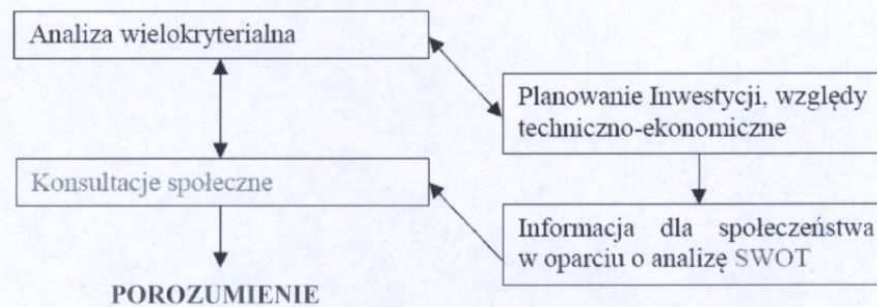 Analiza wielokryterialna
Planowanie Inwestycji, względy
techniczno-ekonomiczne
Konsultacje społeczne
Informacja dla społeczeństwa
w oparciu o analizę SWOT
POROZUMIENIE